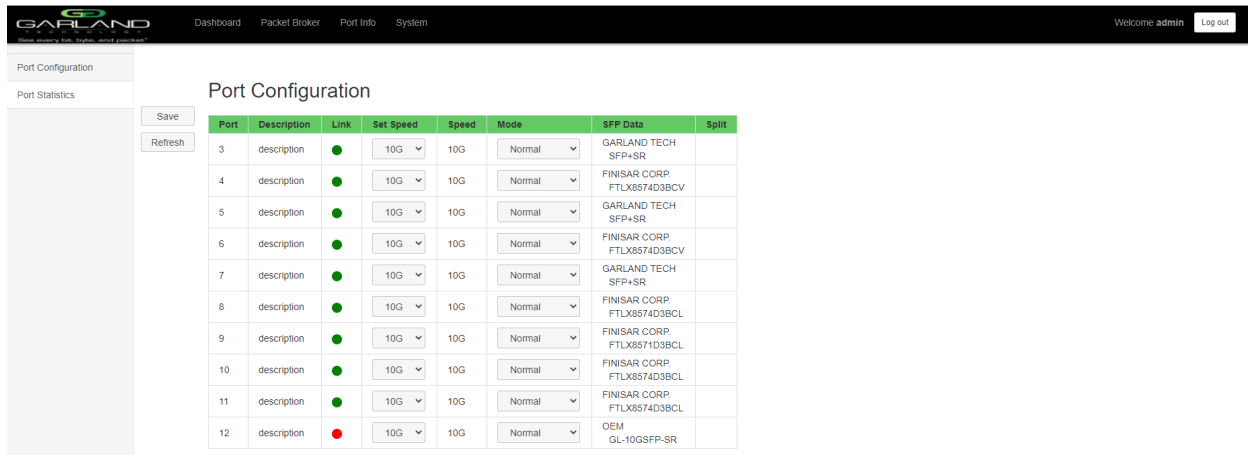 GARLAND Dashboard Packet Broker Port Info System Welcome admin Log out
TECHNOLOGY
See every bit, byte, and packet®
Port Configuration
Port Statistics
Port Configuration
Save
Refresh
Port Description Link Set Speed Speed Mode SFP Data Split
3 description 10G 10G Normal GARLAND TECH
SFP+SR
4 description 10G 10G Normal FINISAR CORP.
FTLX8574D3BCV
5 description 10G 10G Normal GARLAND TECH
SFP+SR
6 description 10G 10G Normal FINISAR CORP.
FTLX8574D3BCV
7 description 10G 10G Normal GARLAND TECH
SFP+SR
8 description 10G 10G Normal FINISAR CORP.
FTLX8574D3BCL
9 description 10G 10G Normal FINISAR CORP.
FTLX8571D3BCL
10 description 10G 10G Normal FINISAR CORP.
FTLX8574D3BCL
11 description 10G 10G Normal FINISAR CORP.
FTLX8574D3BCL
12 description 10G 10G Normal OEM
GL-10GSFP-SR